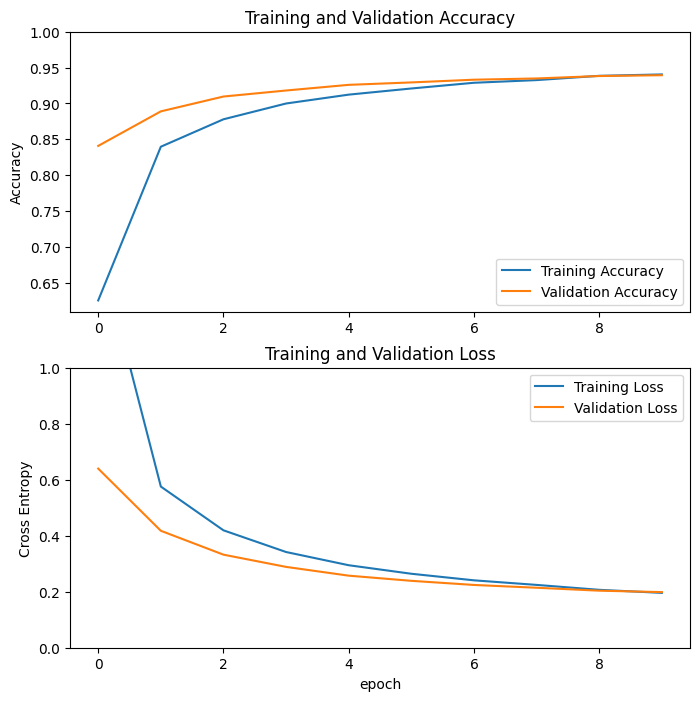 Training and Validation Accuracy
1.00
0.95
0.90
0.85
0.80
0.75
0.70
0.65
Accuracy
Training Accuracy
Validation Accuracy
0 2 4 6 8
Training and Validation Loss
1.0
0.8
0.6
0.4
0.2
0.0
Cross Entropy
Training Loss
Validation Loss
0 2 4 6 8
epoch